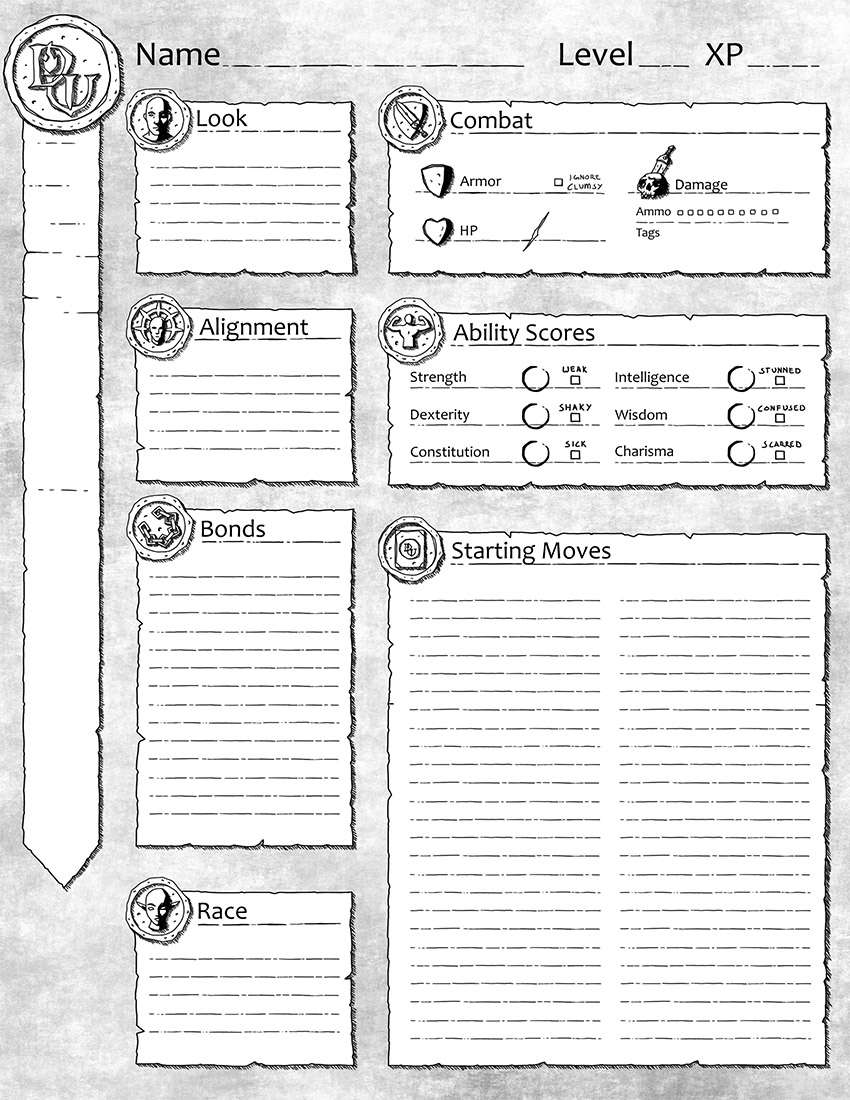 DW
Name Level XP
Look
Combat
Armor
IGNORE
CLUMSY
Damage
Ammo
HP
Tags
Alignment
Ability Scores
Strength
WEAK
Intelligence
STUNNED
Dexterity
SHAKY
Wisdom
CONFUSED
Constitution
SICK
Charisma
SCARRED
Bonds
Starting Moves
DW
Race